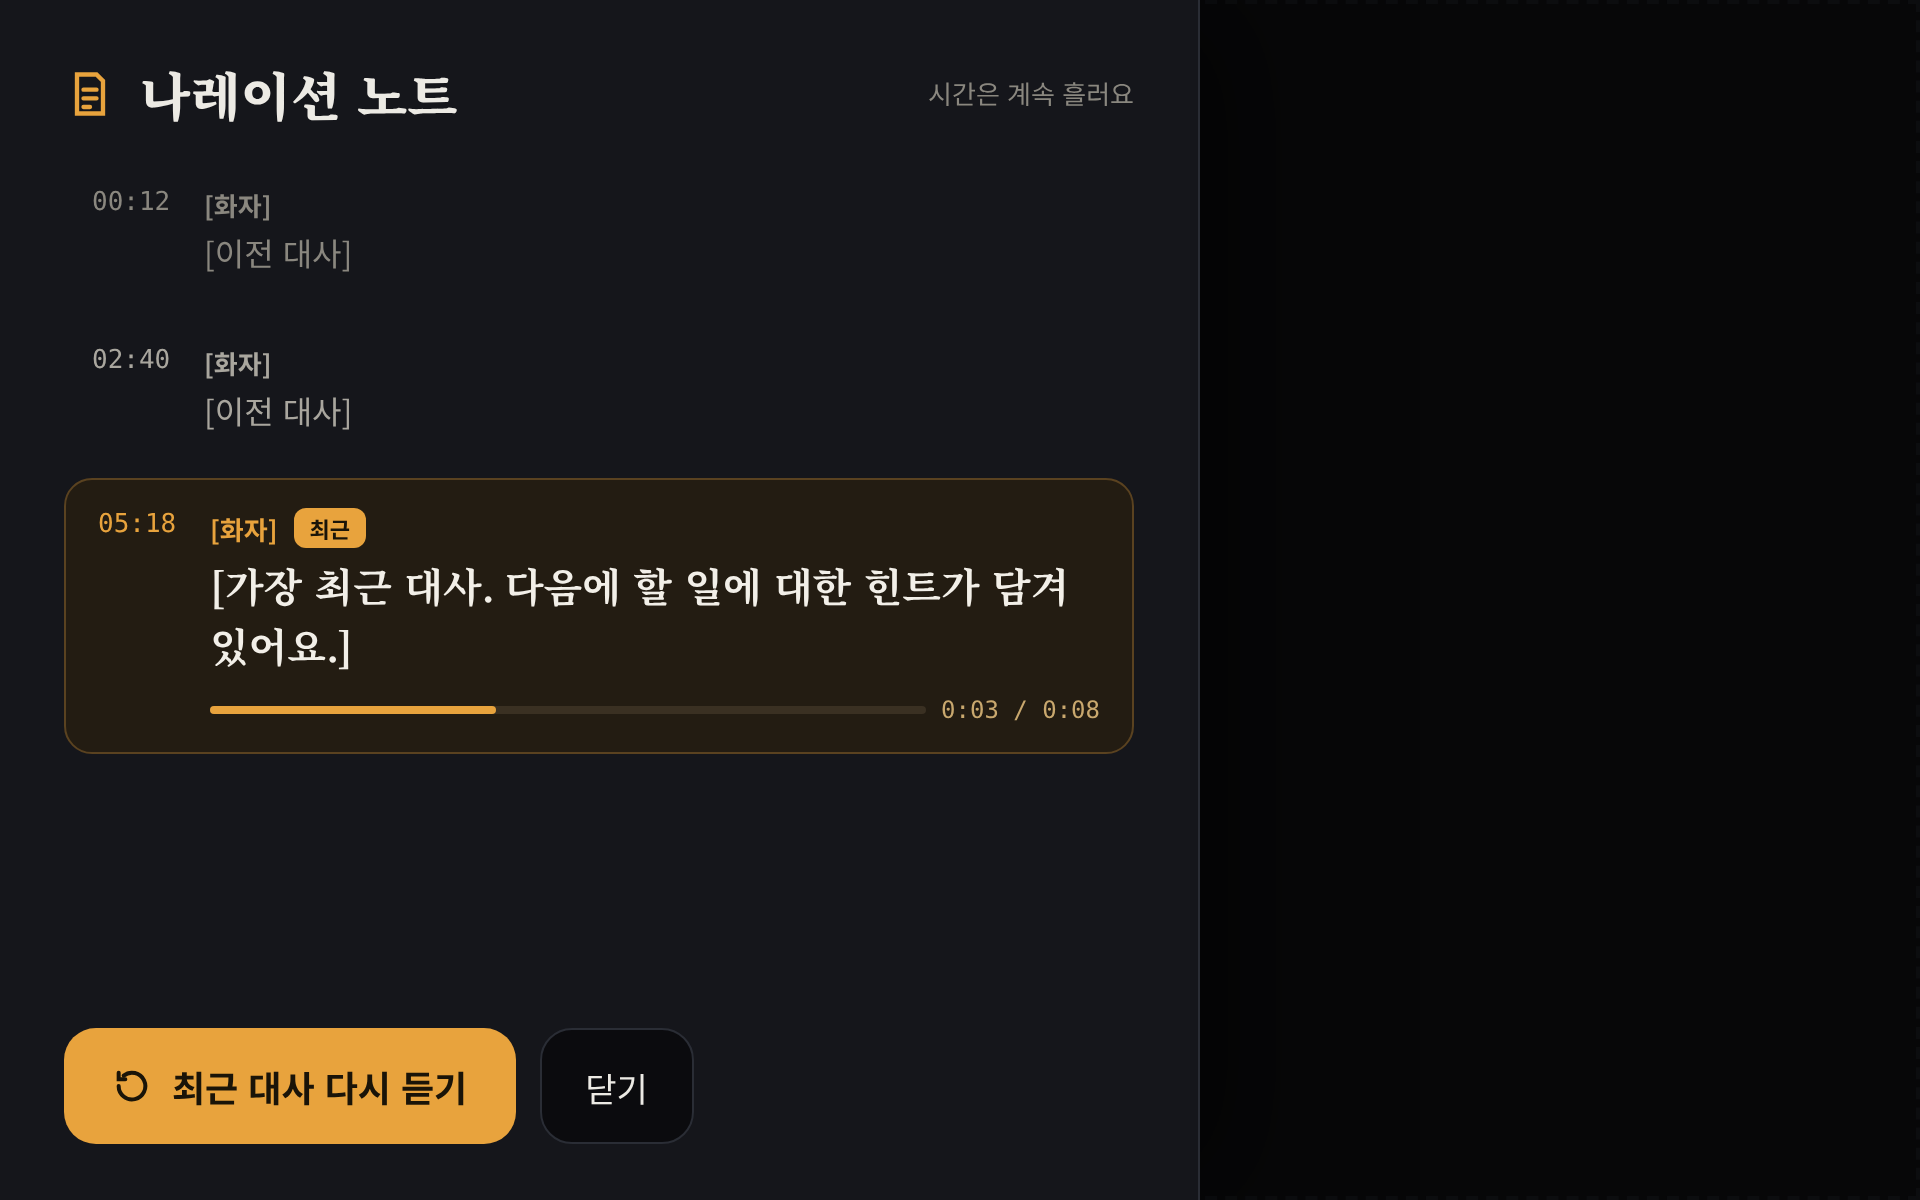 나레이션 노트
시간은 계속 흘러요
00:12
[화자]
[이전 대사]
02:40
[화자]
[이전 대사]
05:18
[화자] 최근
[가장 최근 대사. 다음에 할 일에 대한 힌트가 담겨
있어요.]
0:03 / 0:08
최근 대사 다시 듣기
닫기